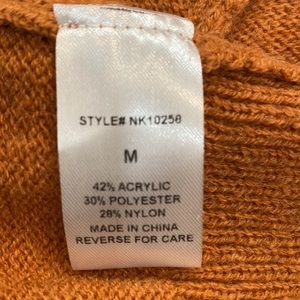 STYLE# NK10256
M
42% ACRYLIC
30% POLYESTER
28% NYLON
MADE IN CHINA
REVERSE FOR CARE